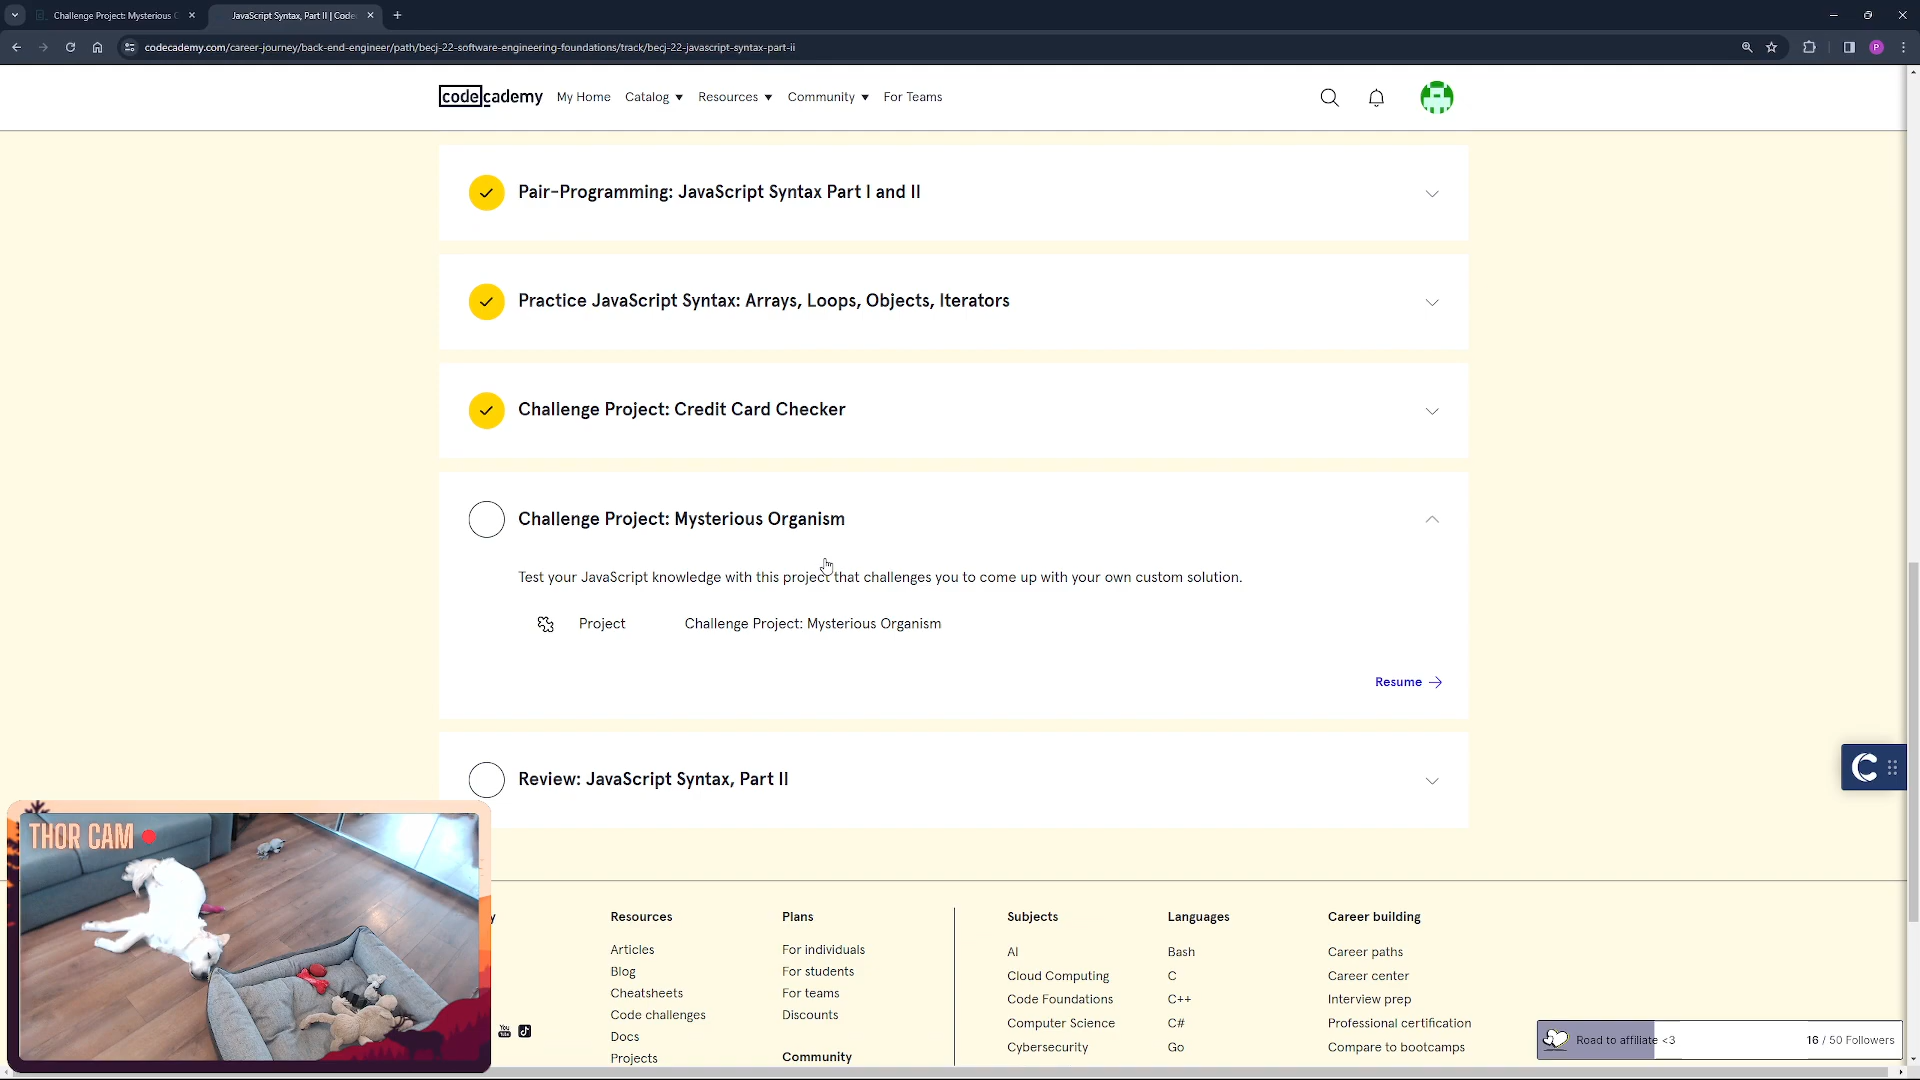 Challenge Project: Mysterious
JavaScript Syntax, Part II | Code
codecademy.com/career-journey/back-end-engineer/path/becj-22-software-engineering-foundations/track/becj-22-javascript-syntax-part-ii
P
codecademy
My Home
Catalog
Resources
Community
For Teams
Pair-Programming: JavaScript Syntax Part I and II
Practice JavaScript Syntax: Arrays, Loops, Objects, Iterators
Challenge Project: Credit Card Checker
Challenge Project: Mysterious Organism
Test your JavaScript knowledge with this project that challenges you to come up with your own custom solution.
Project
Challenge Project: Mysterious Organism
Resume
Review: JavaScript Syntax, Part II
THOR CAM
y
Resources
Articles
Blog
Cheatsheets
Code challenges
Docs
Projects
Plans
For individuals
For students
For teams
Discounts
Community
Subjects
AI
Cloud Computing
Code Foundations
Computer Science
Cybersecurity
Languages
Bash
C
C++
C#
Go
Career building
Career paths
Career center
Interview prep
Professional certification
Compare to bootcamps
Road to affiliate <3
16 / 50 Followers